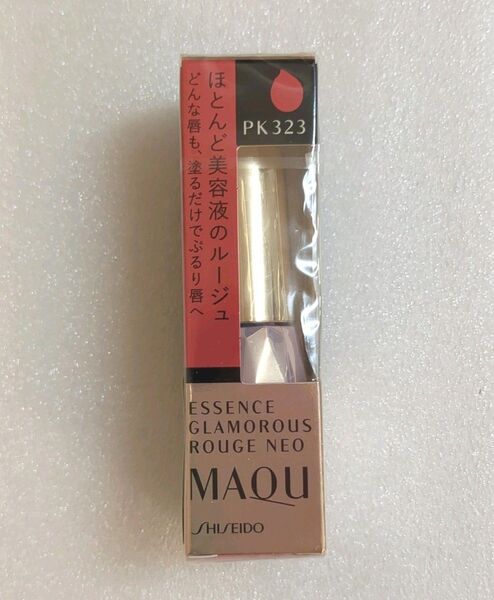 PK323
ほとんど美容液のルージュ
どんな唇も、塗るだけでぷるり唇へ
ESSENCE
GLAMOROUS
ROUGE NEO
MAQU
SHISEIDO